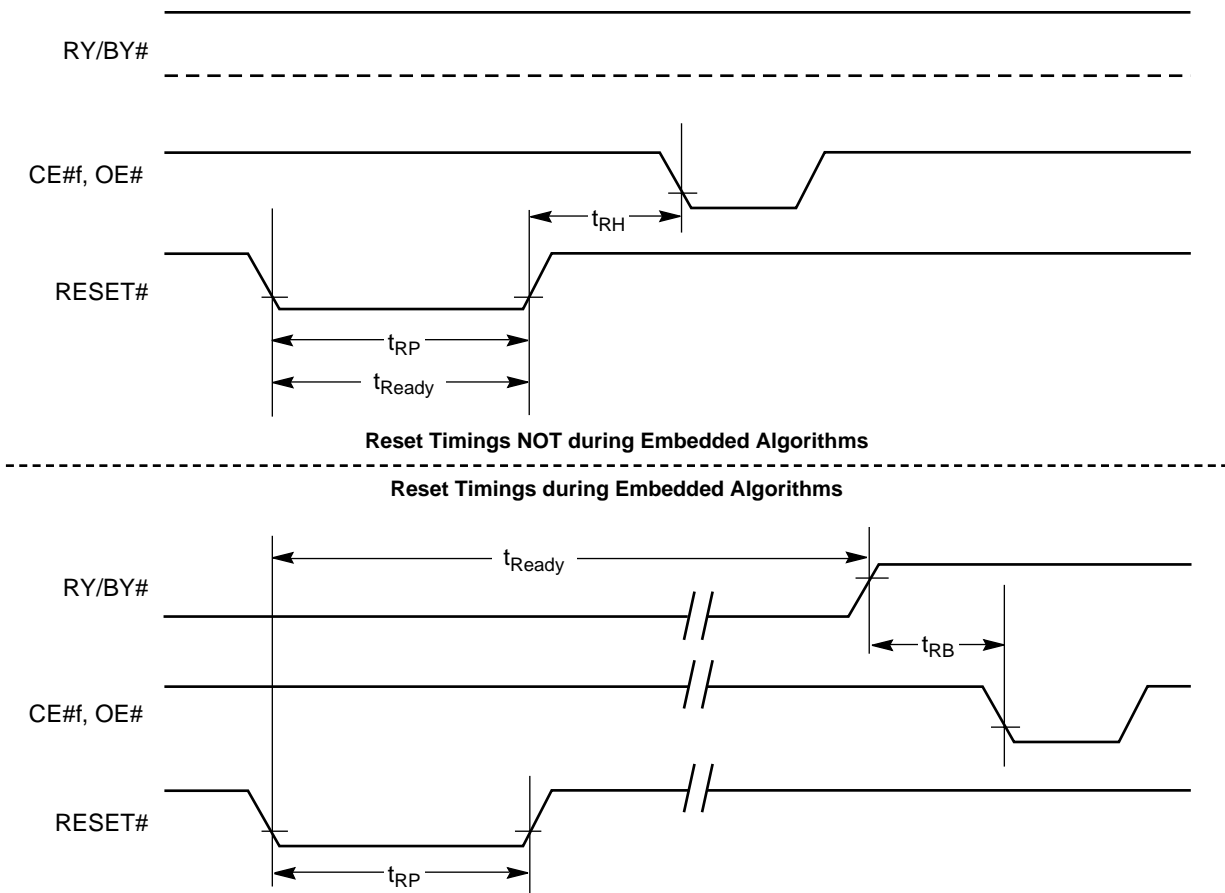 RY/BY#
CE#f, OE#
tRH
RESET#
tRP
tReady
Reset Timings NOT during Embedded Algorithms
Reset Timings during Embedded Algorithms
tReady
RY/BY#
tRB
CE#f, OE#
RESET#
tRP